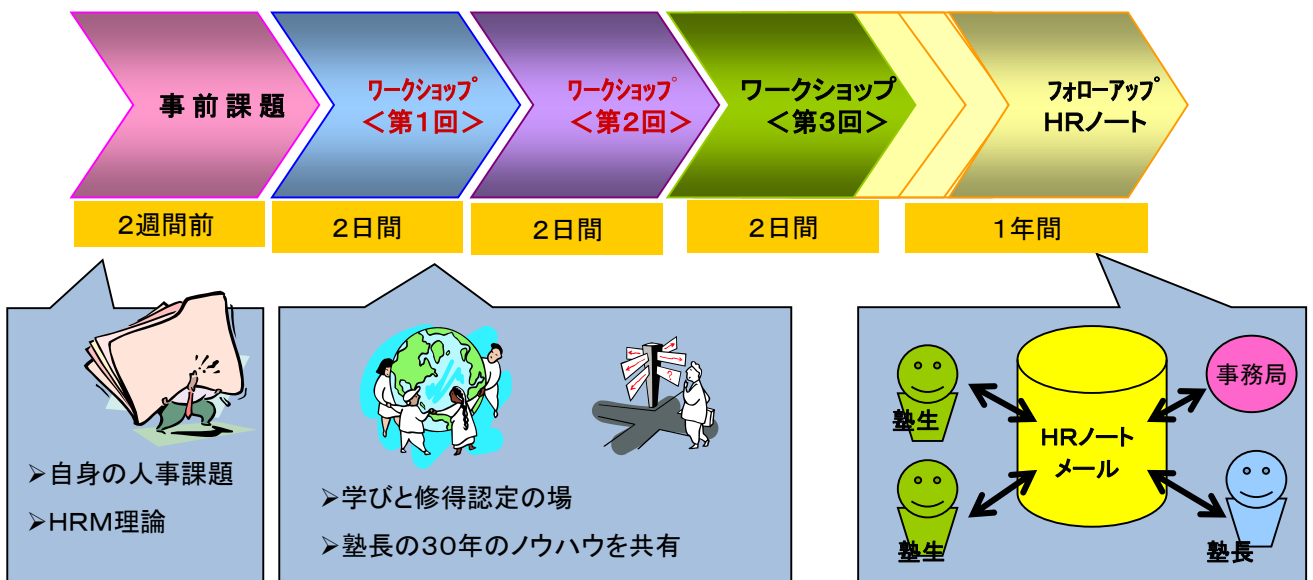 事前課題
ワークショップ
＜第１回＞
ワークショップ
＜第２回＞
ワークショップ
＜第３回＞
フォローアップ
ＨＲノート
２週間前
２日間
２日間
２日間
１年間
➢自身の人事課題
➢ＨＲＭ理論
?
➢学びと修得認定の場
➢塾長の３０年のノウハウを共有
塾生
塾生
ＨＲノート
メール
事務局
塾長